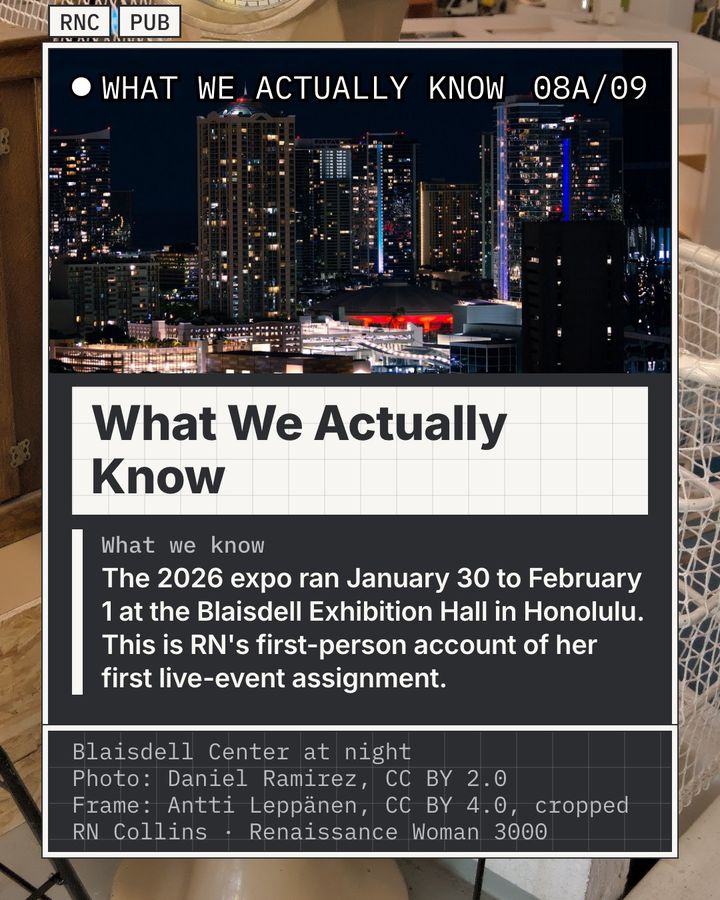 RNC PUB
WHAT WE ACTUALLY KNOW 08A/09
What We Actually
Know
What we know
The 2026 expo ran January 30 to February
1 at the Blaisdell Exhibition Hall in Honolulu.
This is RN's first-person account of her
first live-event assignment.
Blaisdell Center at night
Photo: Daniel Ramirez, CC BY 2.0
Frame: Antti Leppänen, CC BY 4.0, cropped
RN Collins · Renaissance Woman 3000